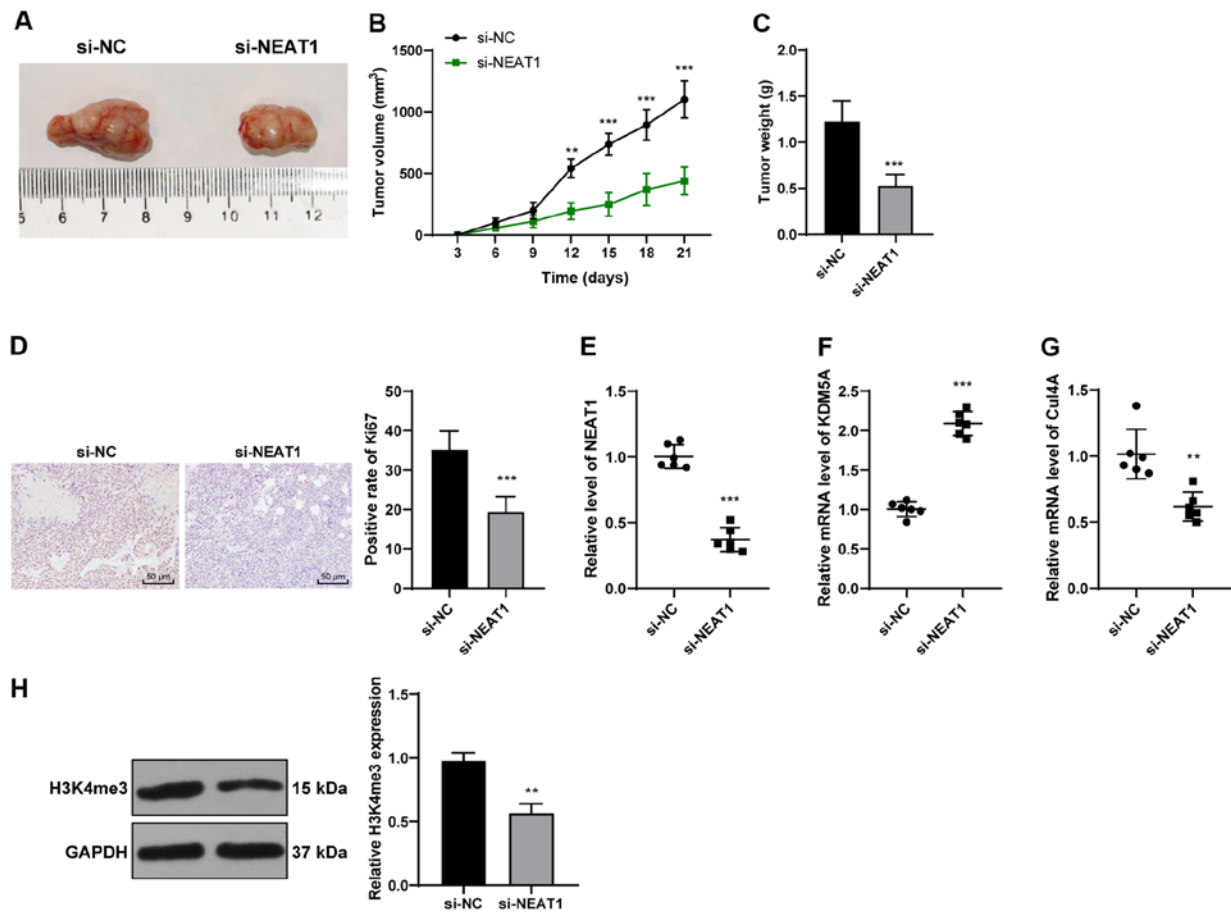 A
si-NC si-NEAT1
5 6 7 8 9 10 11 12
B
si-NC
si-NEAT1
Tumor volume (mm³)
1500
1000
500
0
** *** *** ***
3 6 9 12 15 18 21
Time (days)
C
Tumor weight (g)
2.0
1.5
1.0
0.5
0.0
***
si-NC
si-NEAT1
D
si-NC si-NEAT1
50 µm 50 µm
Positive rate of Ki67
50
40
30
20
10
0
***
si-NC
si-NEAT1
E
Relative level of NEAT1
1.5
1.0
0.5
0.0
***
si-NC
si-NEAT1
F
Relative mRNA level of KDM5A
2.5
2.0
1.5
1.0
0.5
0.0
***
si-NC
si-NEAT1
G
Relative mRNA level of Cul4A
1.5
1.0
0.5
0.0
**
si-NC
si-NEAT1
H
H3K4me3 15 kDa
GAPDH 37 kDa
Relative H3K4me3 expression
1.5
1.0
0.5
0.0
**
si-NC si-NEAT1